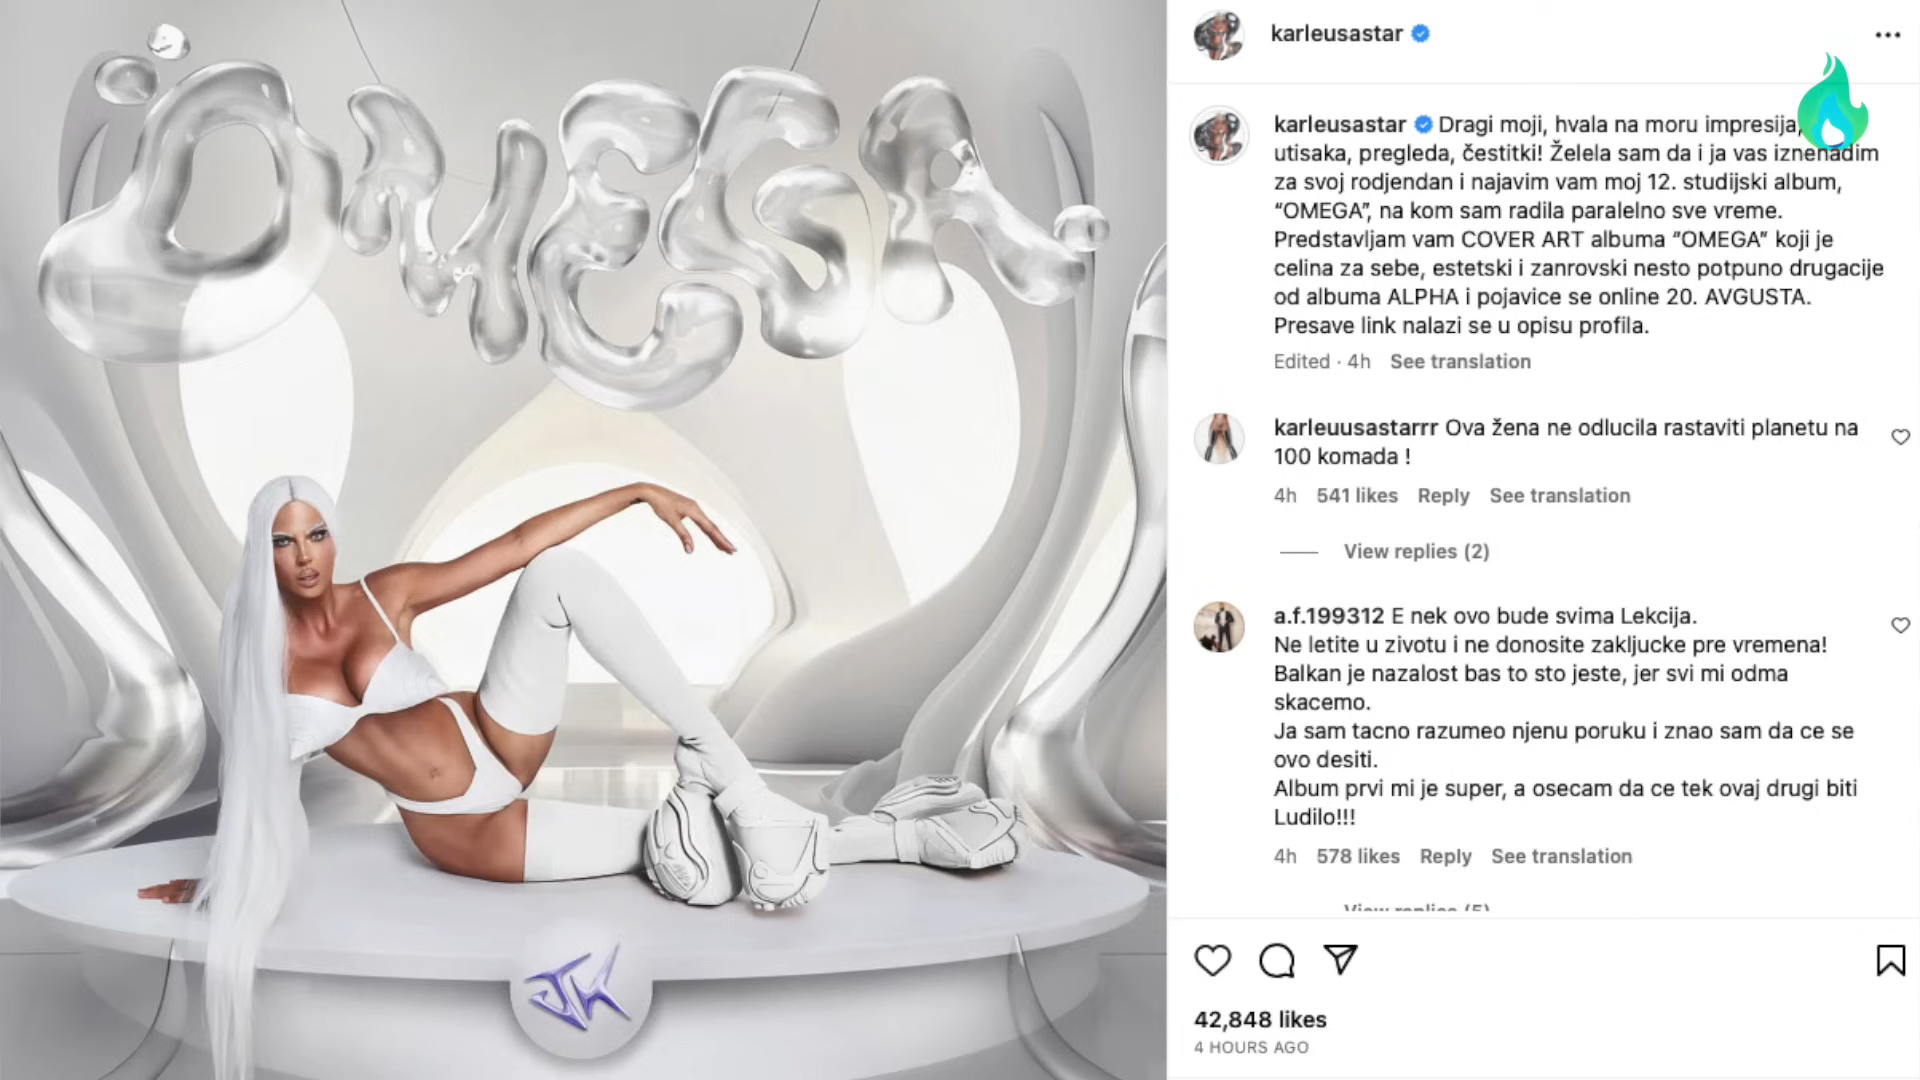 OMEGA
JK
karleusastar
karleusastar Dragi moji, hvala na moru impresija,
utisaka, pregleda, čestitki! Želela sam da i ja vas iznenadim
za svoj rodjendan i najavim vam moj 12. studijski album,
“OMEGA”, na kom sam radila paralelno sve vreme.
Predstavljam vam COVER ART albuma “OMEGA” koji je
celina za sebe, estetski i zanrovski nesto potpuno drugacije
od albuma ALPHA i pojavice se online 20. AVGUSTA.
Presave link nalazi se u opisu profila.
Edited · 4h See translation
karleuusastarrr Ova žena ne odlucila rastaviti planetu na
100 komada !
4h 541 likes Reply See translation
View replies (2)
a.f.199312 E nek ovo bude svima Lekcija.
Ne letite u zivotu i ne donosite zakljucke pre vremena!
Balkan je nazalost bas to sto jeste, jer svi mi odma
skacemo.
Ja sam tacno razumeo njenu poruku i znao sam da ce se
ovo desiti.
Album prvi mi je super, a osecam da ce tek ovaj drugi biti
Ludilo!!!
4h 578 likes Reply See translation
View replies (5)
42,848 likes
4 HOURS AGO